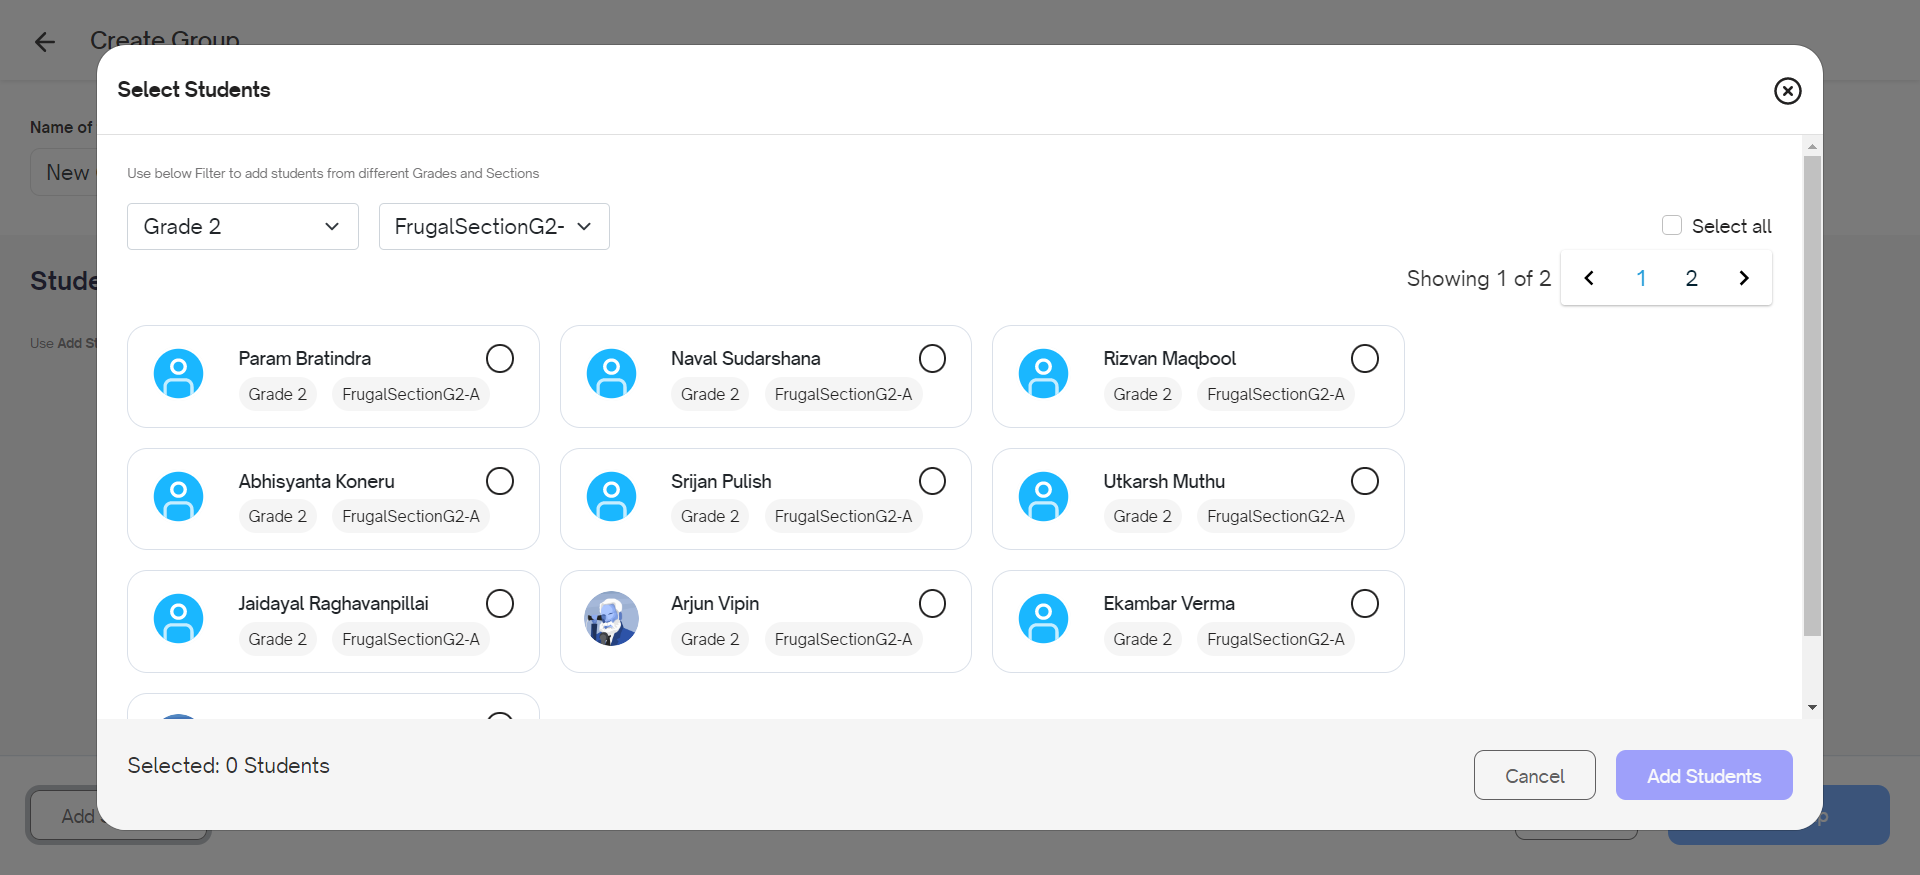 Create Group
Select Students
Name of
New
Use below Filter to add students from different Grades and Sections
Grade 2
FrugalSectionG2-
Select all
Showing 1 of 2
1
2
Stude
Use Add St
Param Bratindra
Grade 2
FrugalSectionG2-A
Naval Sudarshana
Grade 2
FrugalSectionG2-A
Rizvan Maqbool
Grade 2
FrugalSectionG2-A
Abhisyanta Koneru
Grade 2
FrugalSectionG2-A
Srijan Pulish
Grade 2
FrugalSectionG2-A
Utkarsh Muthu
Grade 2
FrugalSectionG2-A
Jaidayal Raghavanpillai
Grade 2
FrugalSectionG2-A
Arjun Vipin
Grade 2
FrugalSectionG2-A
Ekambar Verma
Grade 2
FrugalSectionG2-A
Selected: 0 Students
Cancel
Add Students
Add
p